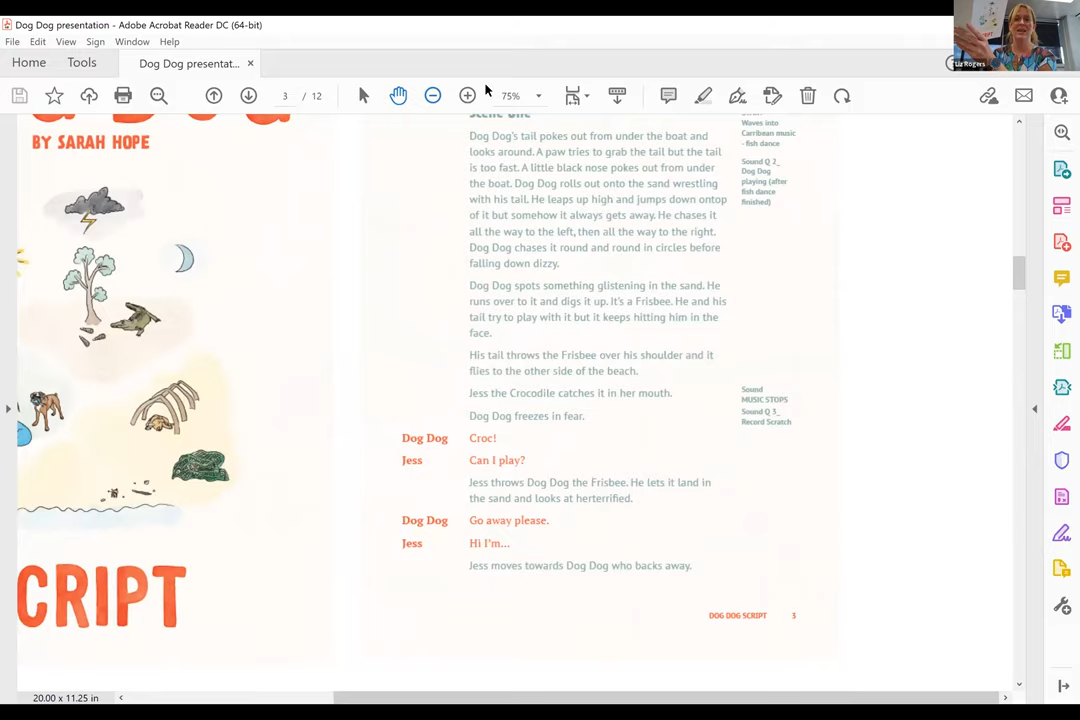 Dog Dog presentation - Adobe Acrobat Reader DC (64-bit)
File Edit View Sign Window Help
Home Tools Dog Dog presentat... ×
3 / 12 75%
Liz Rogers
BY SARAH HOPE
CRIPT
Scene One
Dog Dog's tail pokes out from under the boat and
looks around. A paw tries to grab the tail but the tail
is too fast. A little black nose pokes out from under
the boat. Dog Dog rolls out onto the sand wrestling
with his tail. He leaps up high and jumps down ontop
of it but somehow it always gets away. He chases it
all the way to the left, then all the way to the right.
Dog Dog chases it round and round in circles before
falling down dizzy.
Dog Dog spots something glistening in the sand. He
runs over to it and digs it up. It's a Frisbee. He and his
tail try to play with it but it keeps hitting him in the
face.
His tail throws the Frisbee over his shoulder and it
flies to the other side of the beach.
Jess the Crocodile catches it in her mouth.
Dog Dog freezes in fear.
Dog Dog Croc!
Jess Can I play?
Jess throws Dog Dog the Frisbee. He lets it land in
the sand and looks at herterrified.
Dog Dog Go away please.
Jess Hi I'm...
Jess moves towards Dog Dog who backs away.
Waves into
Carribean music
- fish dance
Sound Q 2_
Dog Dog
playing (after
fish dance
finished)
Sound
MUSIC STOPS
Sound Q 3_
Record Scratch
DOG DOG SCRIPT 3
20.00 x 11.25 in